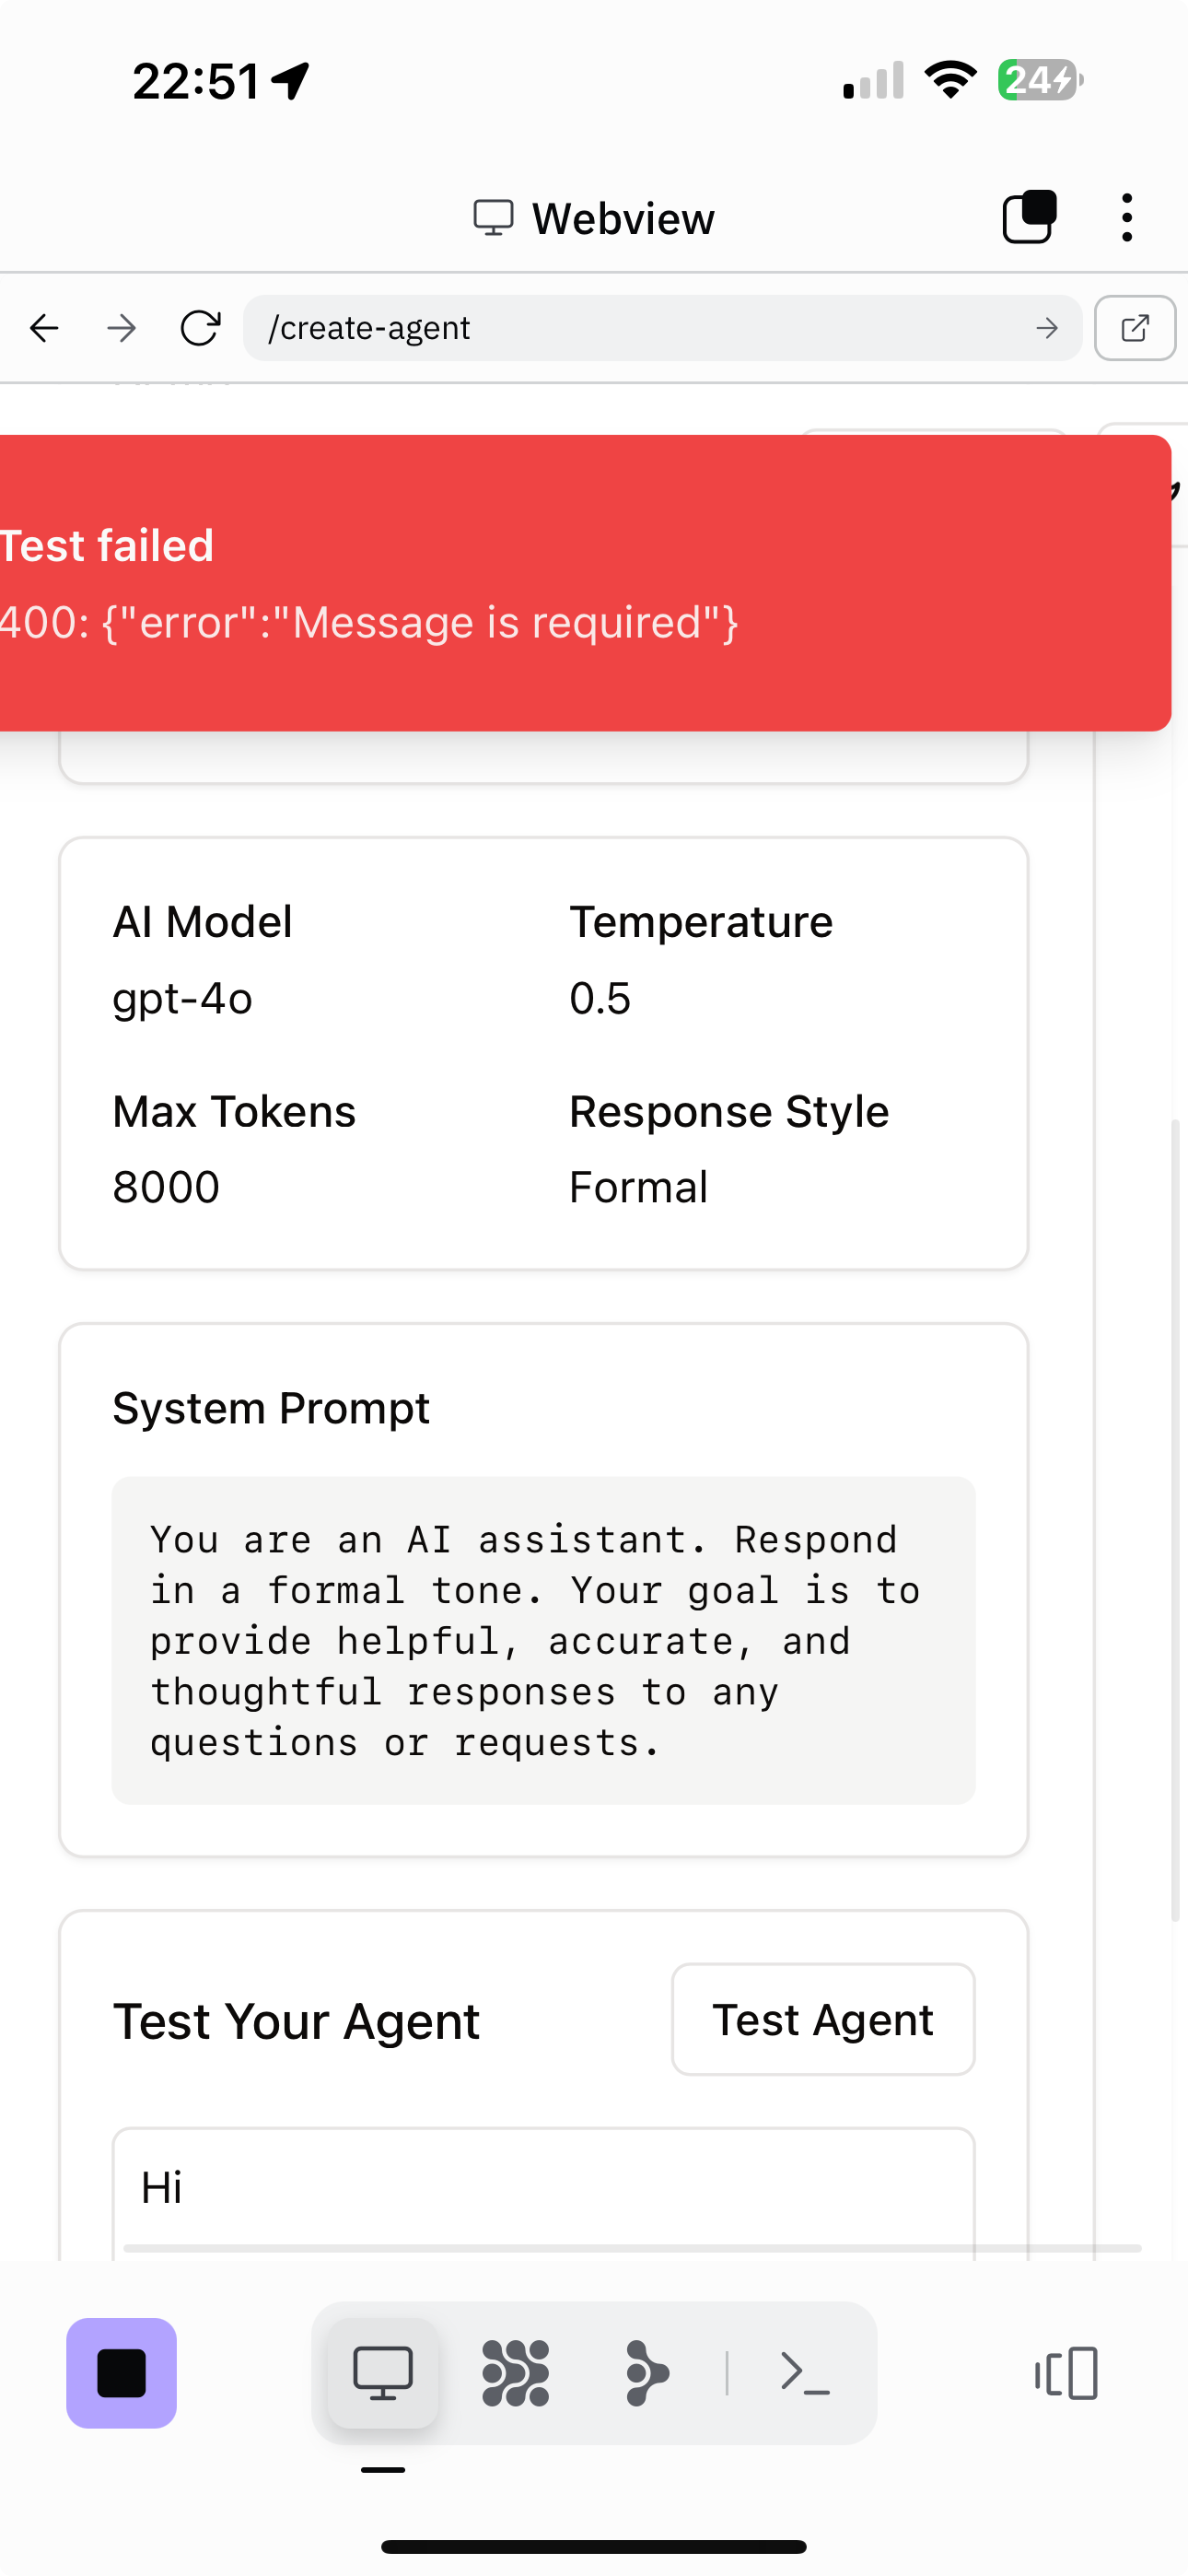 22:51
24
Webview
/create-agent
Test failed
400: {"error":"Message is required"}
AI Model
Temperature
gpt-4o
0.5
Max Tokens
Response Style
8000
Formal
System Prompt
You are an AI assistant. Respond
in a formal tone. Your goal is to
provide helpful, accurate, and
thoughtful responses to any
questions or requests.
Test Your Agent
Test Agent
Hi